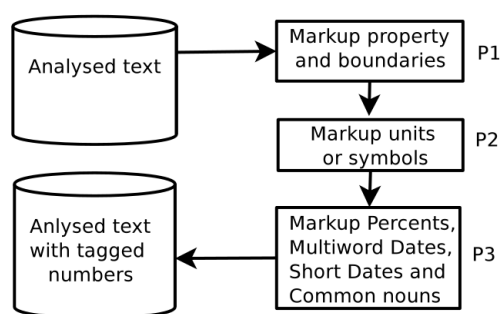 Analysed text
Markup property
and boundaries
P1
Markup units
or symbols
P2
Markup Percents,
Multiword Dates,
Short Dates and
Common nouns
P3
Anlysed text
with tagged
numbers